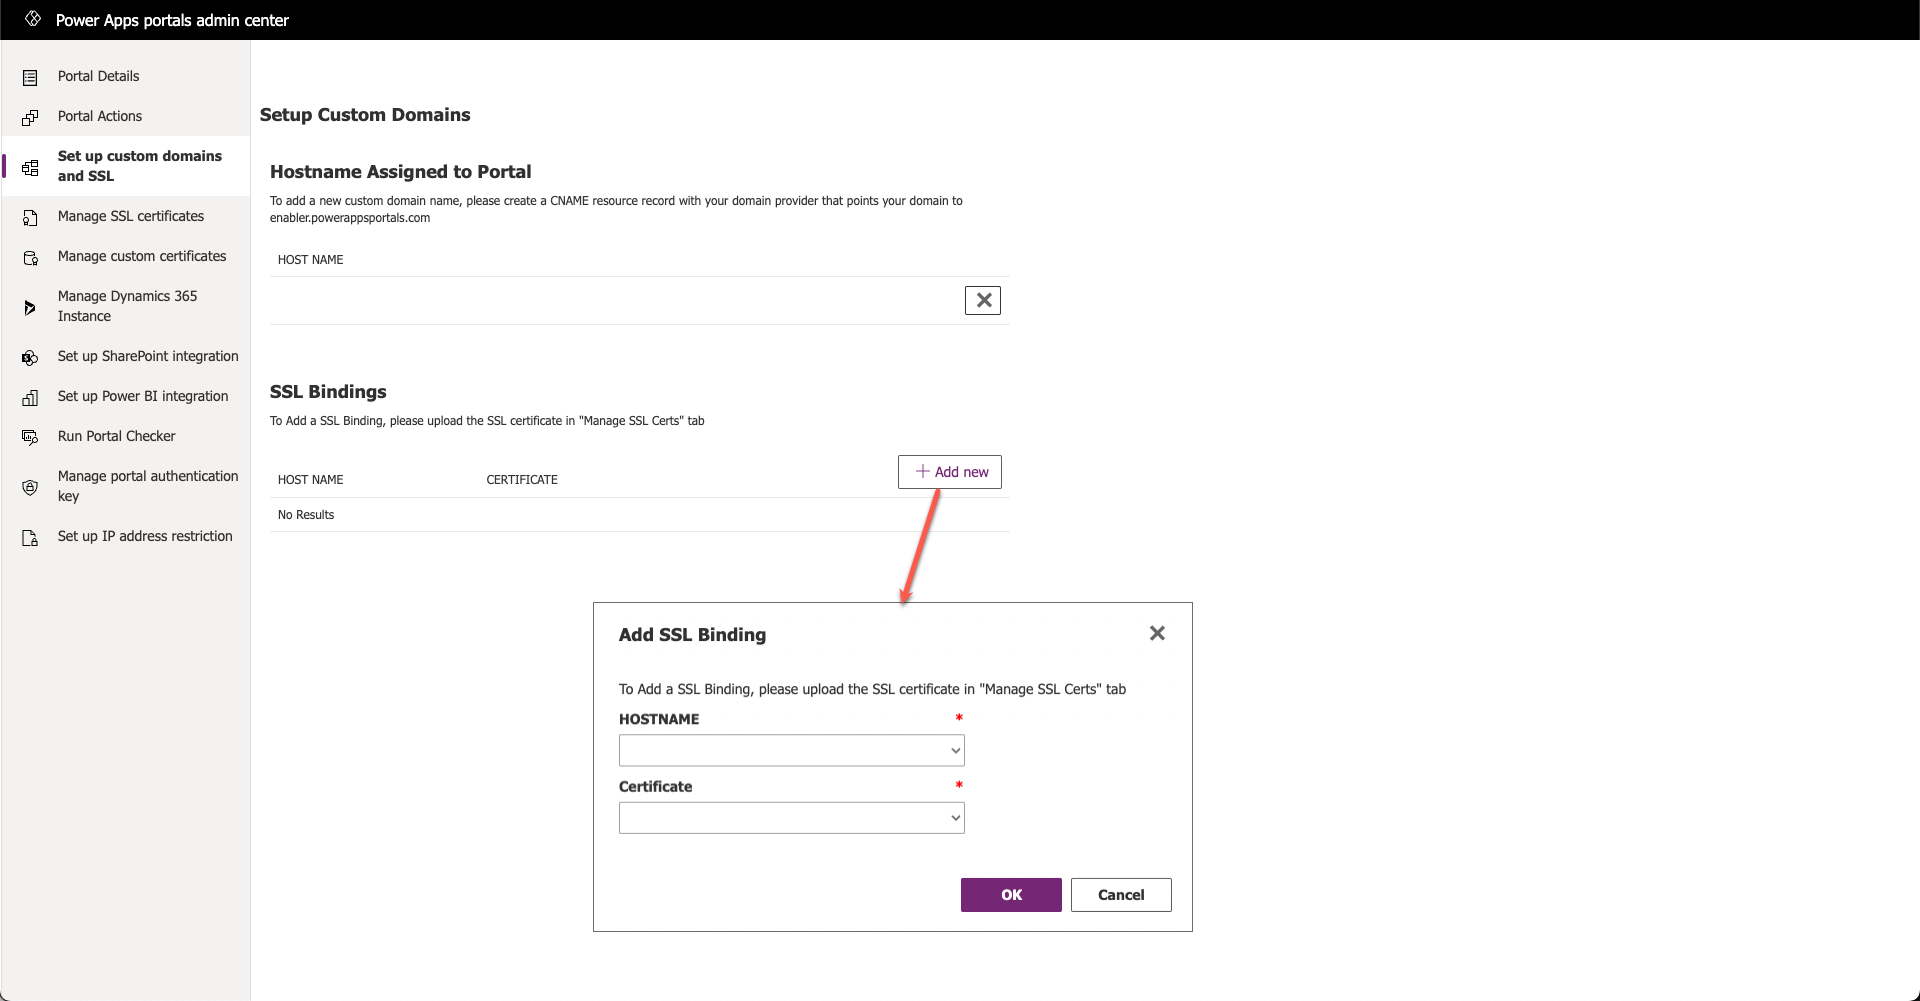 Power Apps portals admin center
Portal Details
Portal Actions
Set up custom domains
and SSL
Manage SSL certificates
Manage custom certificates
Manage Dynamics 365
Instance
Set up SharePoint integration
Set up Power BI integration
Run Portal Checker
Manage portal authentication
key
Set up IP address restriction
Setup Custom Domains
Hostname Assigned to Portal
To add a new custom domain name, please create a CNAME resource record with your domain provider that points your domain to
enabler.powerappsportals.com
HOST NAME
SSL Bindings
To Add a SSL Binding, please upload the SSL certificate in "Manage SSL Certs" tab
Add new
HOST NAME CERTIFICATE
No Results
Add SSL Binding
To Add a SSL Binding, please upload the SSL certificate in "Manage SSL Certs" tab
HOSTNAME *
Certificate *
OK Cancel